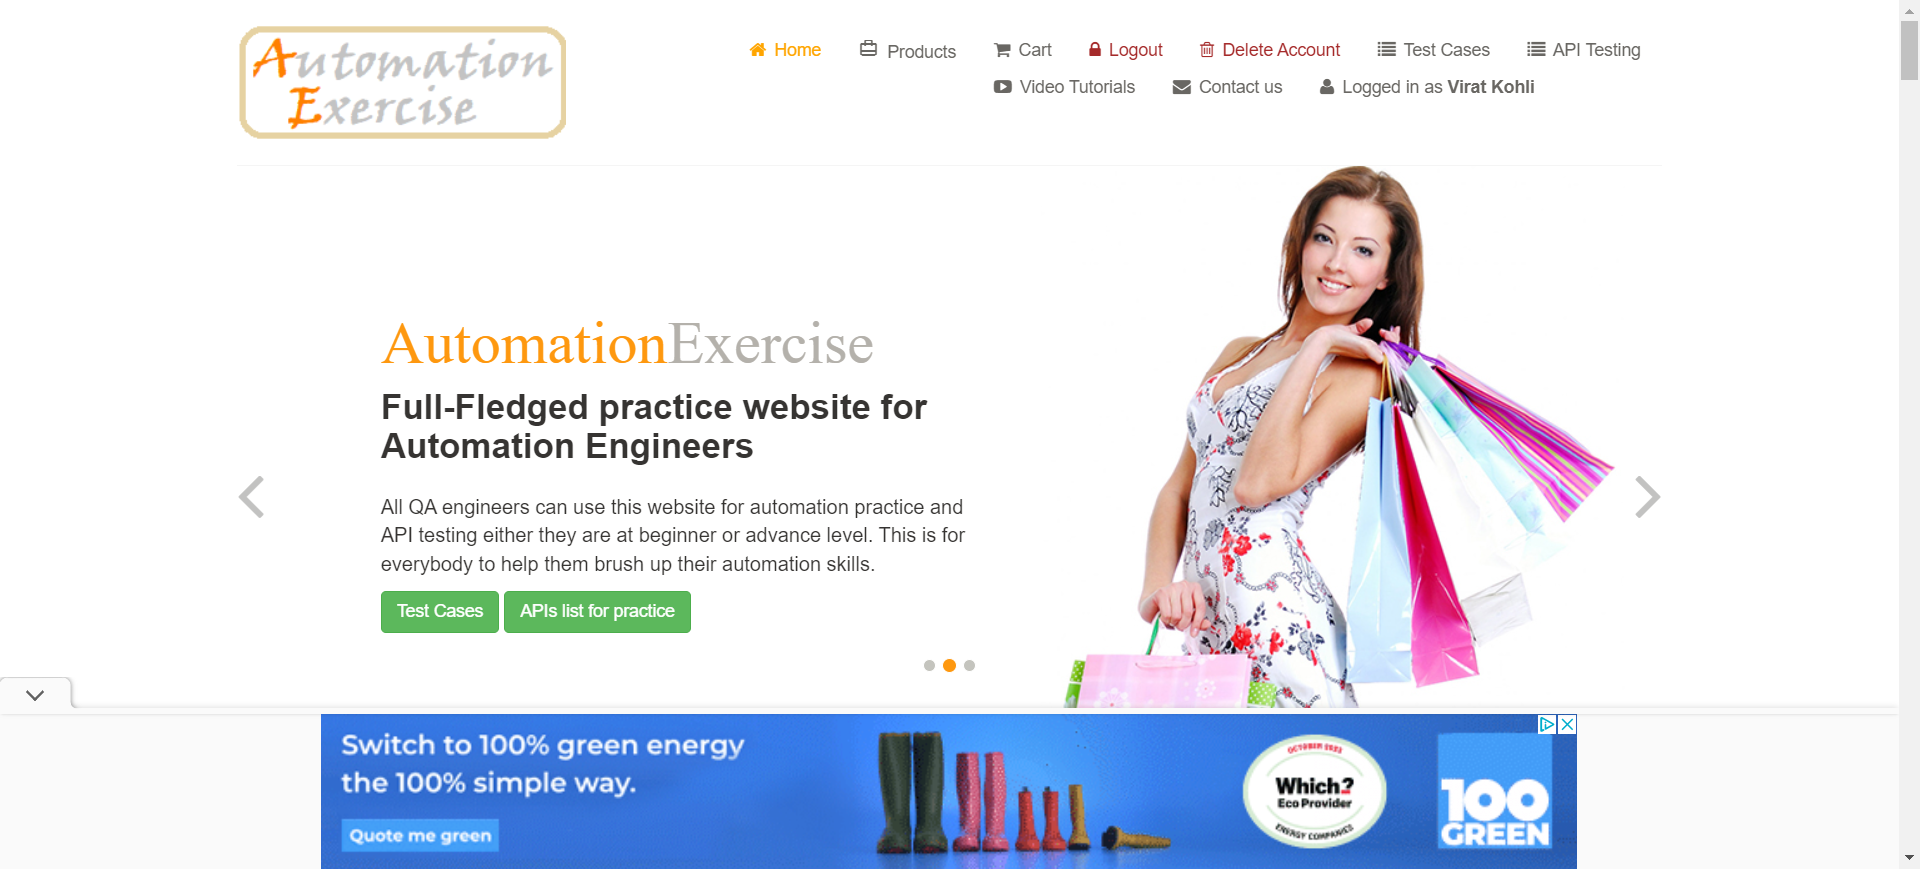 Automation
Exercise
Home Products Cart Logout Delete Account Test Cases API Testing
Video Tutorials Contact us Logged in as Virat Kohli
AutomationExercise
Full-Fledged practice website for
Automation Engineers
All QA engineers can use this website for automation practice and
API testing either they are at beginner or advance level. This is for
everybody to help them brush up their automation skills.
Test Cases APIs list for practice
Switch to 100% green energy
the 100% simple way.
Quote me green
OCTOBER 2023
Which?
Eco Provider
ENERGY COMPANIES
100
GREEN